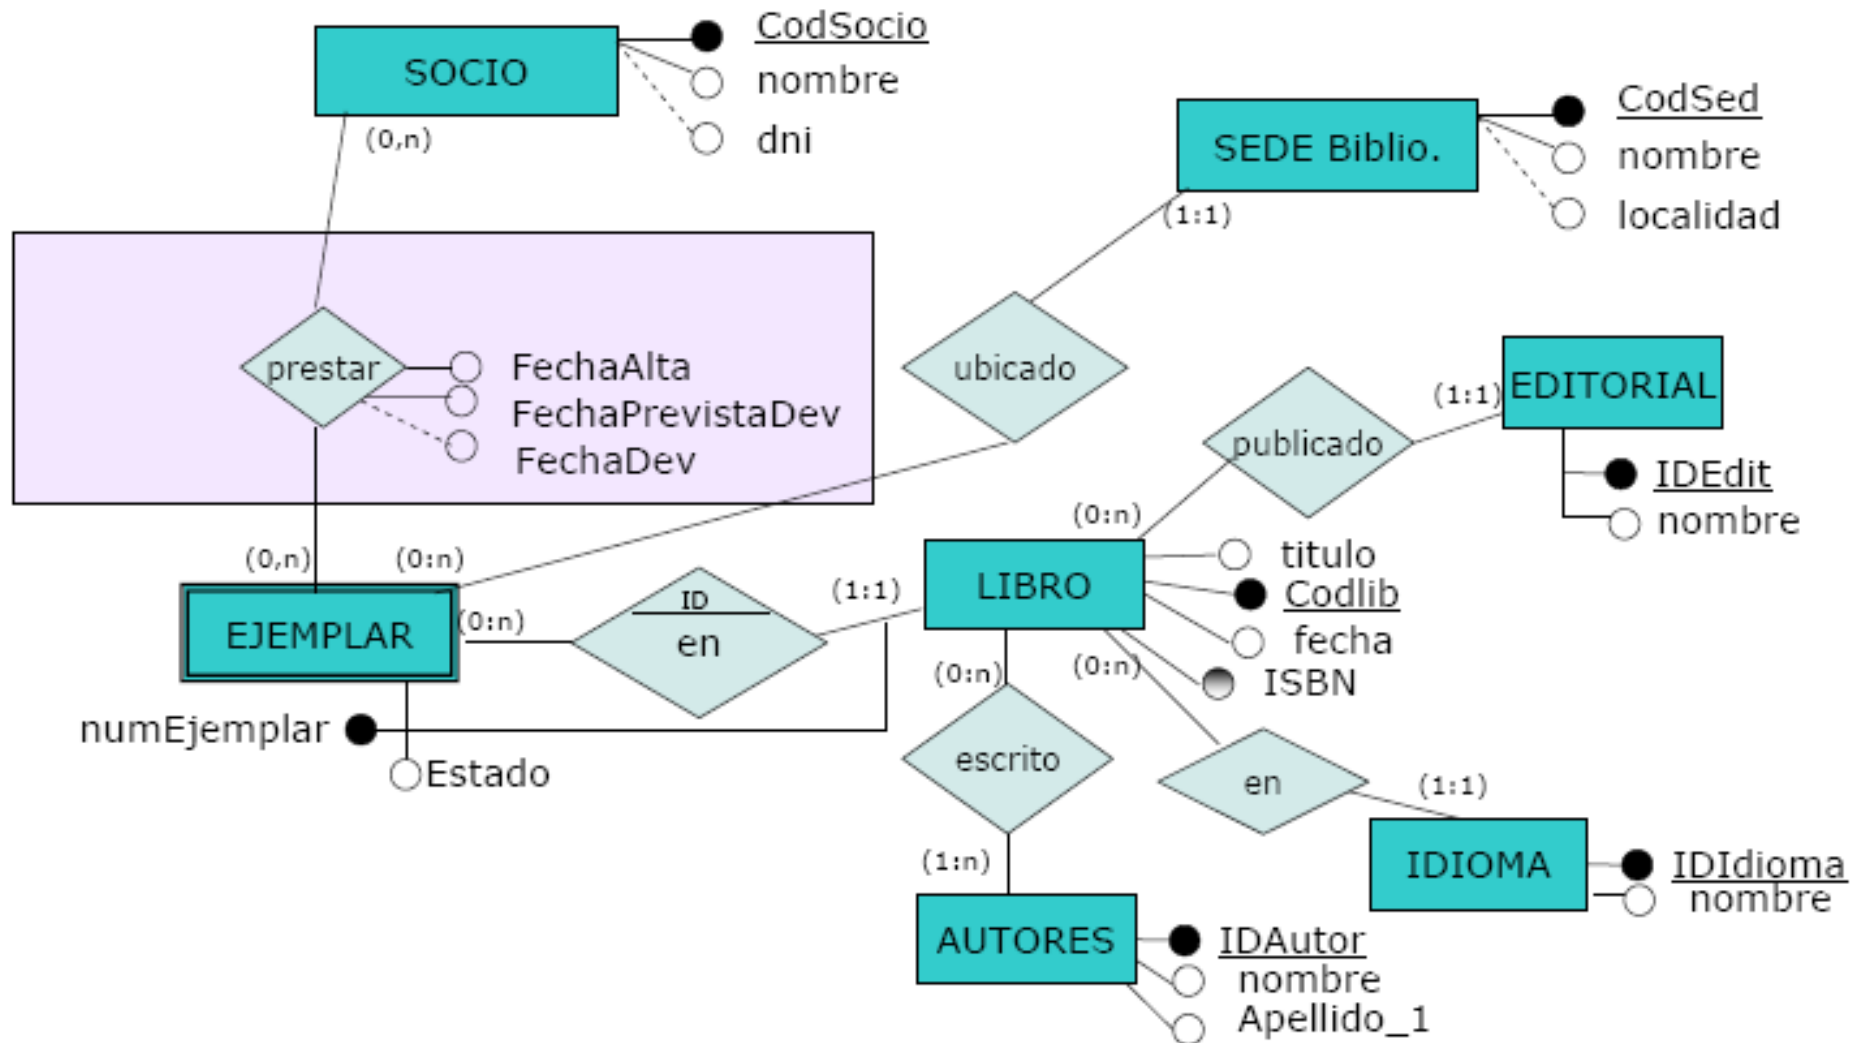 SOCIO
CodSocio
nombre
dni
(0,n)
SEDE Biblio.
CodSed
nombre
localidad
(1:1)
prestar
FechaAlta
FechaPrevistaDev
FechaDev
ubicado
publicado
(1:1)
EDITORIAL
IDEdit
nombre
(0,n)
(0:n)
(0:n)
EJEMPLAR
(0:n)
ID
en
(1:1)
LIBRO
titulo
Codlib
fecha
ISBN
numEjemplar
Estado
(0:n)
(0:n)
escrito
en
(1:1)
(1:n)
IDIOMA
IDIdioma
nombre
AUTORES
IDAutor
nombre
Apellido_1